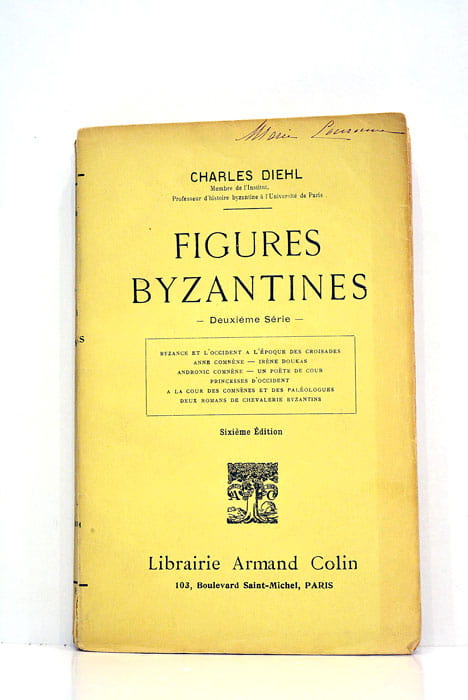 Marie
CHARLES DIEHL
Membre de l'Institut,
Professeur d'histoire byzantine à l'Université de Paris.
FIGURES
BYZANTINES
— Deuxième Série —
BYZANCE ET L'OCCIDENT A L'ÉPOQUE DES CROISADES
ANNE COMNÈNE — IRÈNE DOUKAS
ANDRONIC COMNÈNE — UN POÈTE DE COUR
PRINCESSES D'OCCIDENT
A LA COUR DES COMNÈNES ET DES PALÉOLOGUES
DEUX ROMANS DE CHEVALERIE BYZANTINS
Sixième Édition
Librairie Armand Colin
103, Boulevard Saint-Michel, PARIS